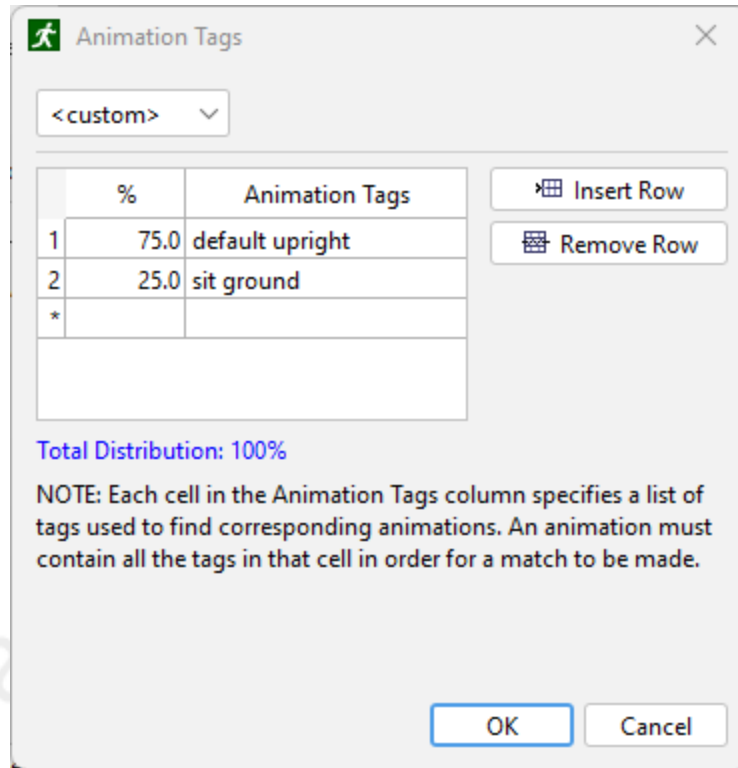 Animation Tags
<custom>
% Animation Tags
1 75.0 default upright
2 25.0 sit ground
*
Insert Row
Remove Row
Total Distribution: 100%
NOTE: Each cell in the Animation Tags column specifies a list of
tags used to find corresponding animations. An animation must
contain all the tags in that cell in order for a match to be made.
OK Cancel